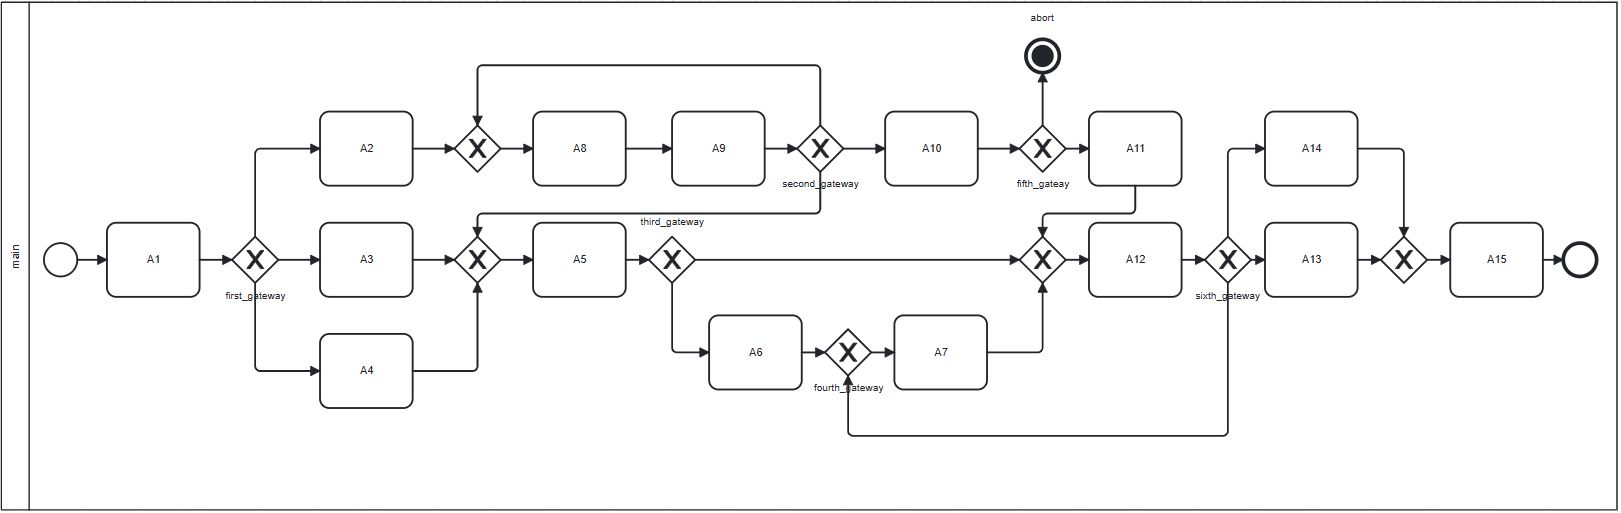 abort
A2
A8
A9
A10
A11
A14
second_gateway
fifth_gateay
third_gateway
main
A1
A3
A5
A12
A13
A15
first_gateway
sixth_gateway
A4
A6
A7
fourth_gateway